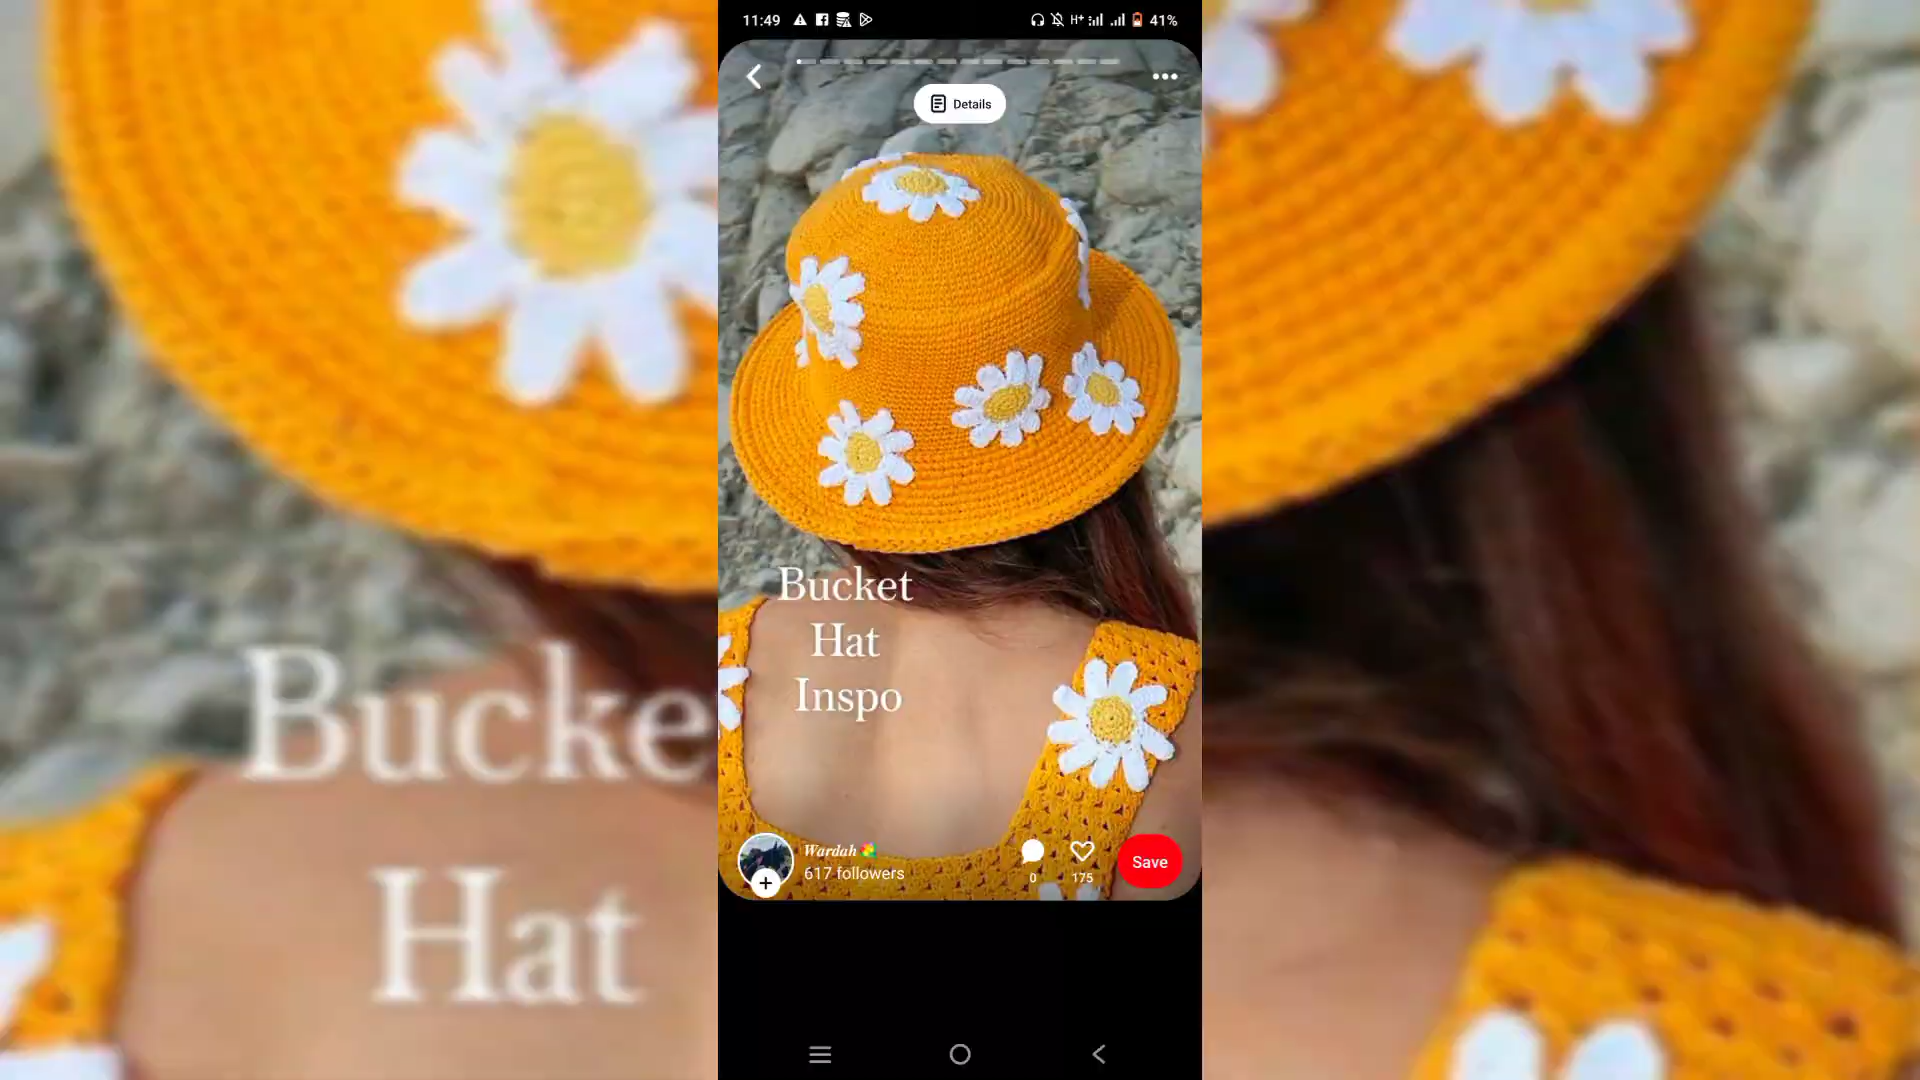 11:49
H+
41%
Details
Bucket
Hat
Inspo
Wardah
617 followers
0
175
Save
Bucke
Hat